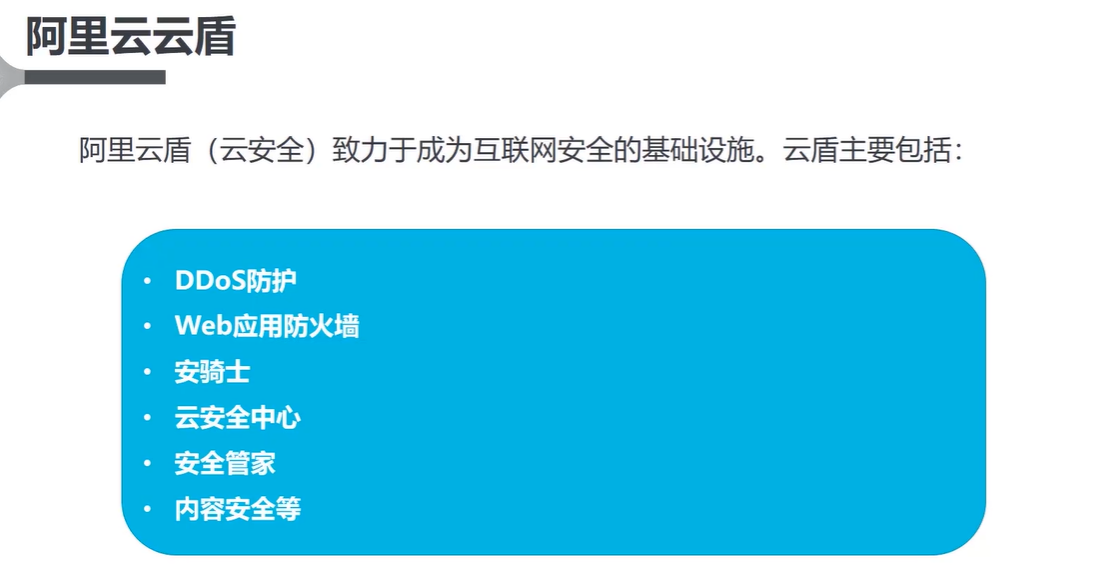 阿里云云盾
阿里云盾（云安全）致力于成为互联网安全的基础设施。云盾主要包括：
• DDoS防护
• Web应用防火墙
• 安骑士
• 云安全中心
• 安全管家
• 内容安全等